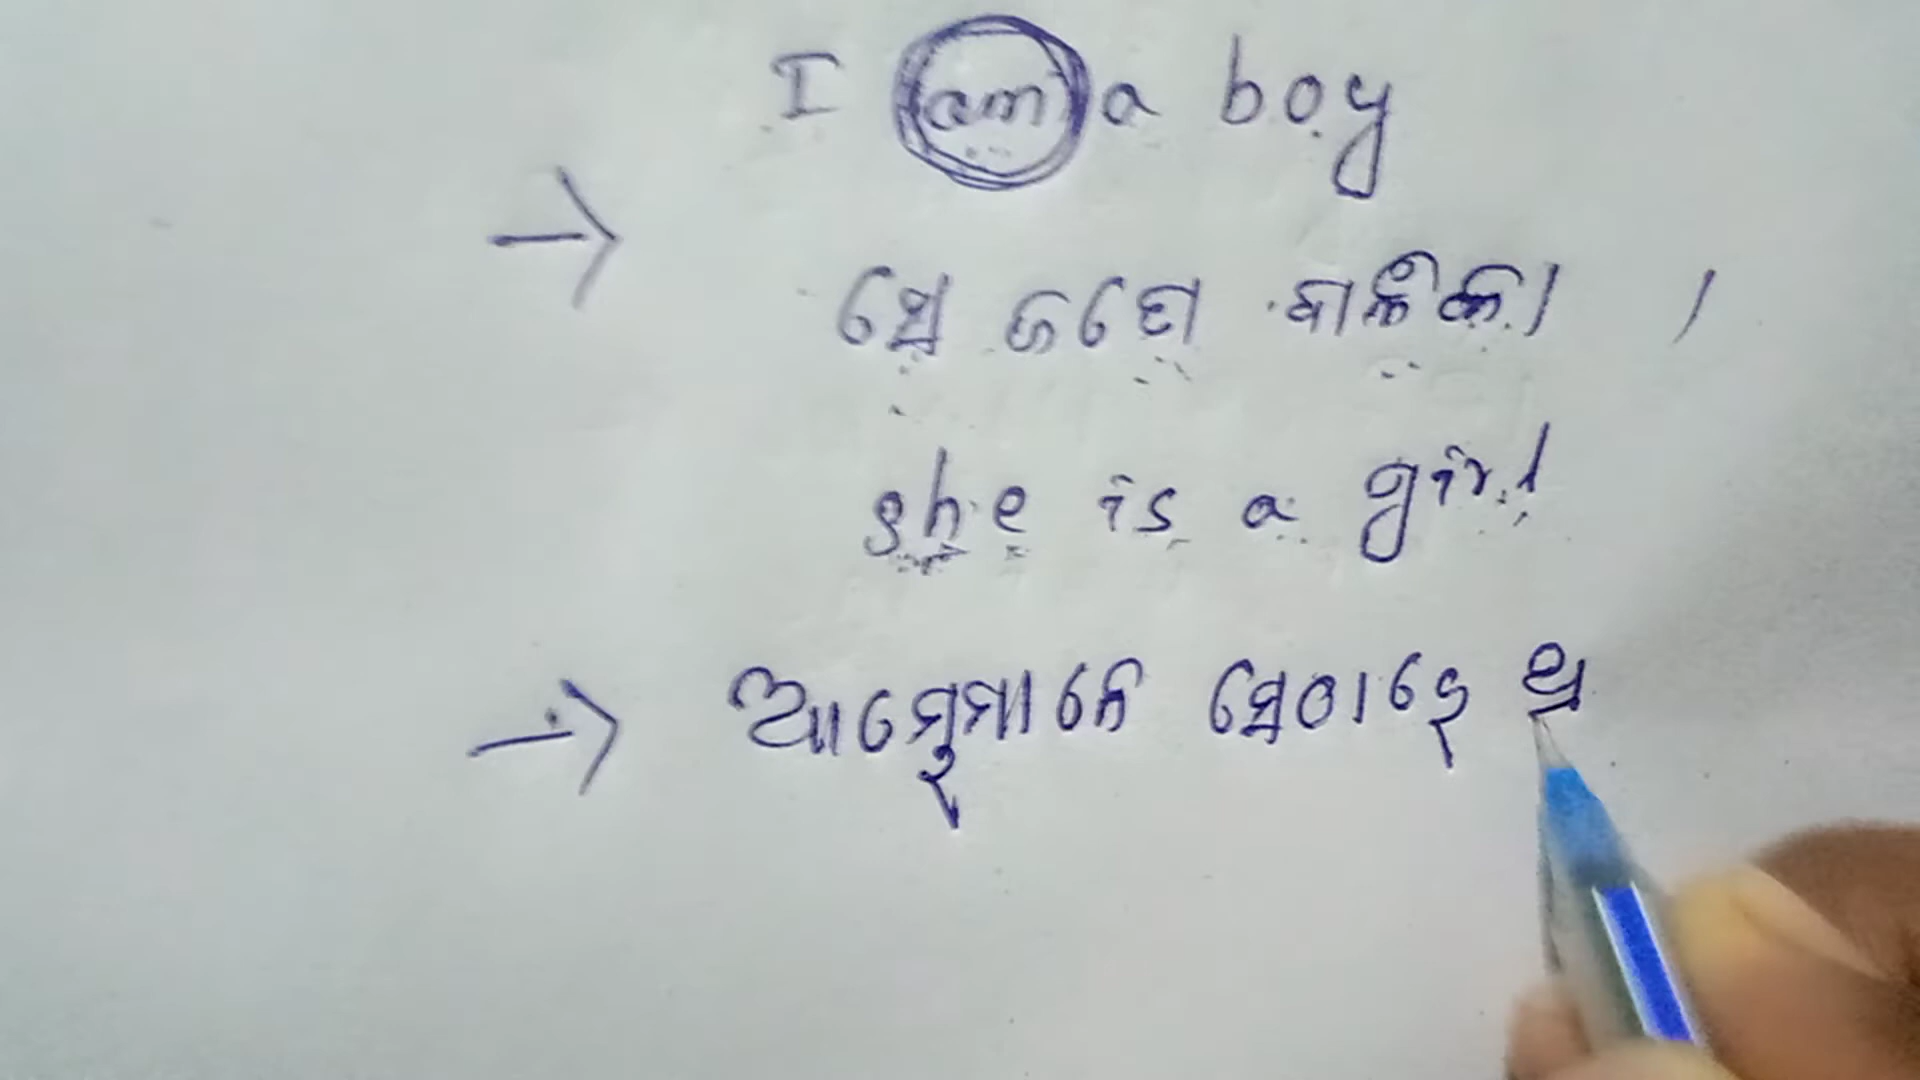 I am a boy
ସେ ଜଣେ ବାଳିକା ।
she is a girl
ଆମ୍ଭେମାନେ ସେଠାରେ ଥ